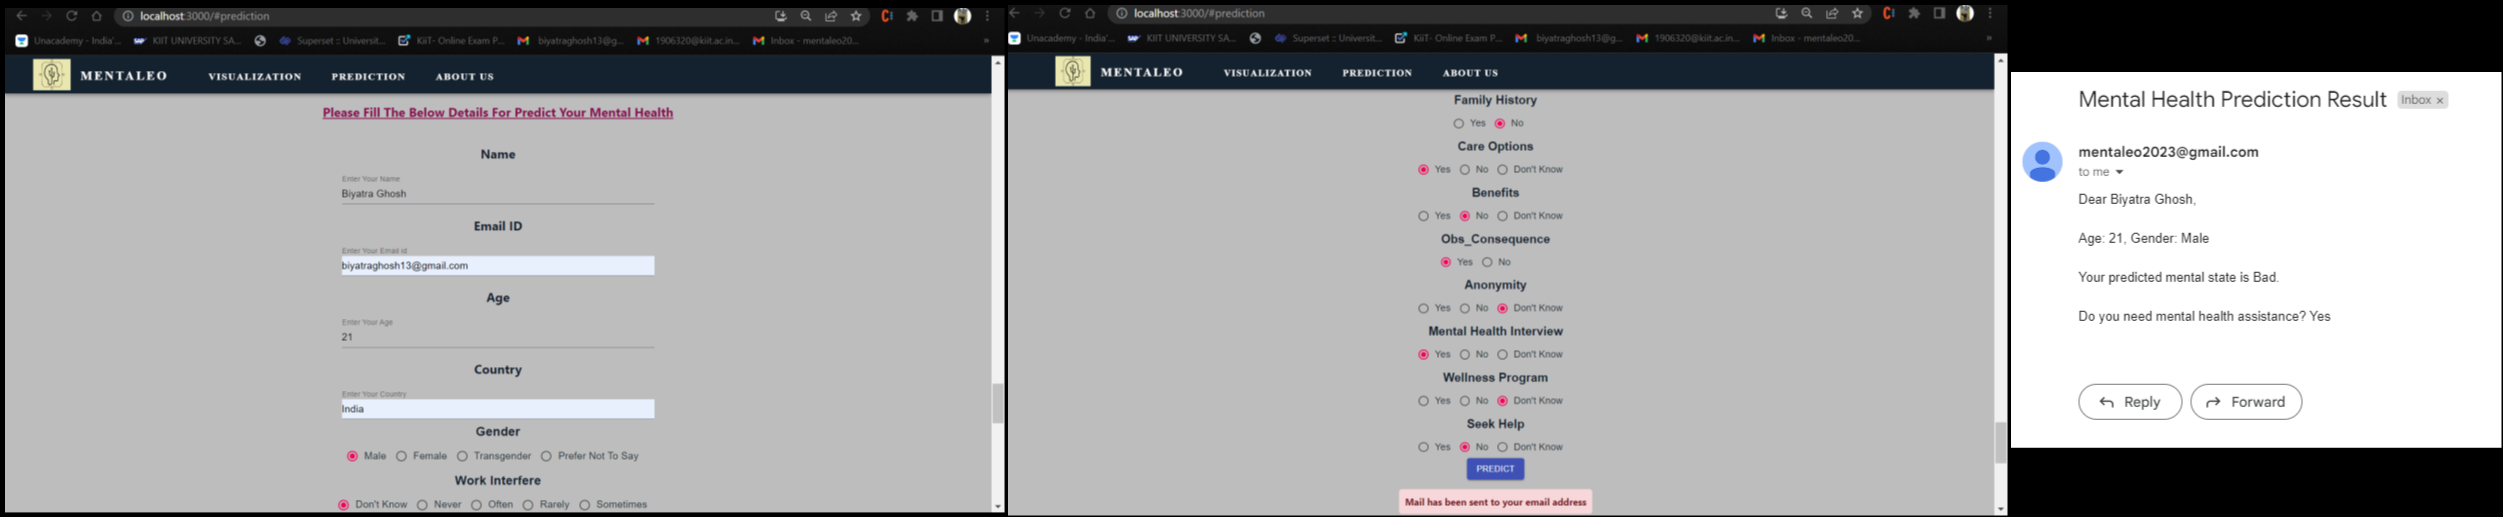 localhost:3000/#prediction
Unacademy - India'... KIIT UNIVERSITY SA... Superset :: Universit... KiiT- Online Exam P... biyatraghosh13@g... 1906320@kiit.ac.in... Inbox - mentaleo20... »
MENTALEO VISUALIZATION PREDICTION ABOUT US
Please Fill The Below Details For Predict Your Mental Health
Name
Enter Your Name
Biyatra Ghosh
Email ID
Enter Your Email id
biyatraghosh13@gmail.com
Age
Enter Your Age
21
Country
Enter Your Country
India
Gender
Male Female Transgender Prefer Not To Say
Work Interfere
Don't Know Never Often Rarely Sometimes
localhost:3000/#prediction
Unacademy - India'... KIIT UNIVERSITY SA... Superset :: Universit... KiiT- Online Exam P... biyatraghosh13@g... 1906320@kiit.ac.in... Inbox - mentaleo20... »
MENTALEO VISUALIZATION PREDICTION ABOUT US
Family History
Yes No
Care Options
Yes No Don't Know
Benefits
Yes No Don't Know
Obs_Consequence
Yes No
Anonymity
Yes No Don't Know
Mental Health Interview
Yes No Don't Know
Wellness Program
Yes No Don't Know
Seek Help
Yes No Don't Know
PREDICT
Mail has been sent to your email address
Mental Health Prediction Result Inbox ×
mentaleo2023@gmail.com
to me
Dear Biyatra Ghosh,
Age: 21, Gender: Male
Your predicted mental state is Bad.
Do you need mental health assistance? Yes
Reply Forward